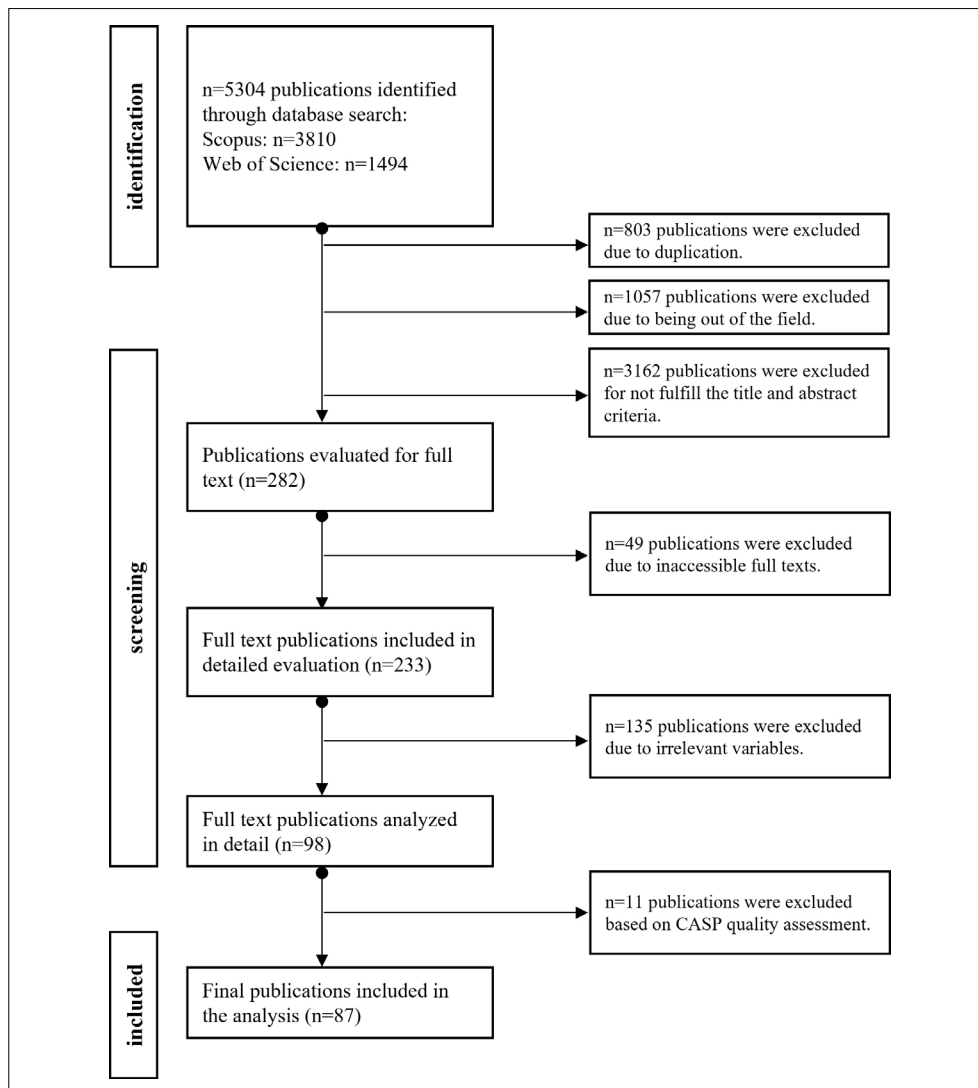 identification
n=5304 publications identified
through database search:
Scopus: n=3810
Web of Science: n=1494
n=803 publications were excluded
due to duplication.
n=1057 publications were excluded
due to being out of the field.
screening
n=3162 publications were excluded
for not fulfill the title and abstract
criteria.
Publications evaluated for full
text (n=282)
n=49 publications were excluded
due to inaccessible full texts.
Full text publications included in
detailed evaluation (n=233)
n=135 publications were excluded
due to irrelevant variables.
Full text publications analyzed
in detail (n=98)
n=11 publications were excluded
based on CASP quality assessment.
included
Final publications included in
the analysis (n=87)